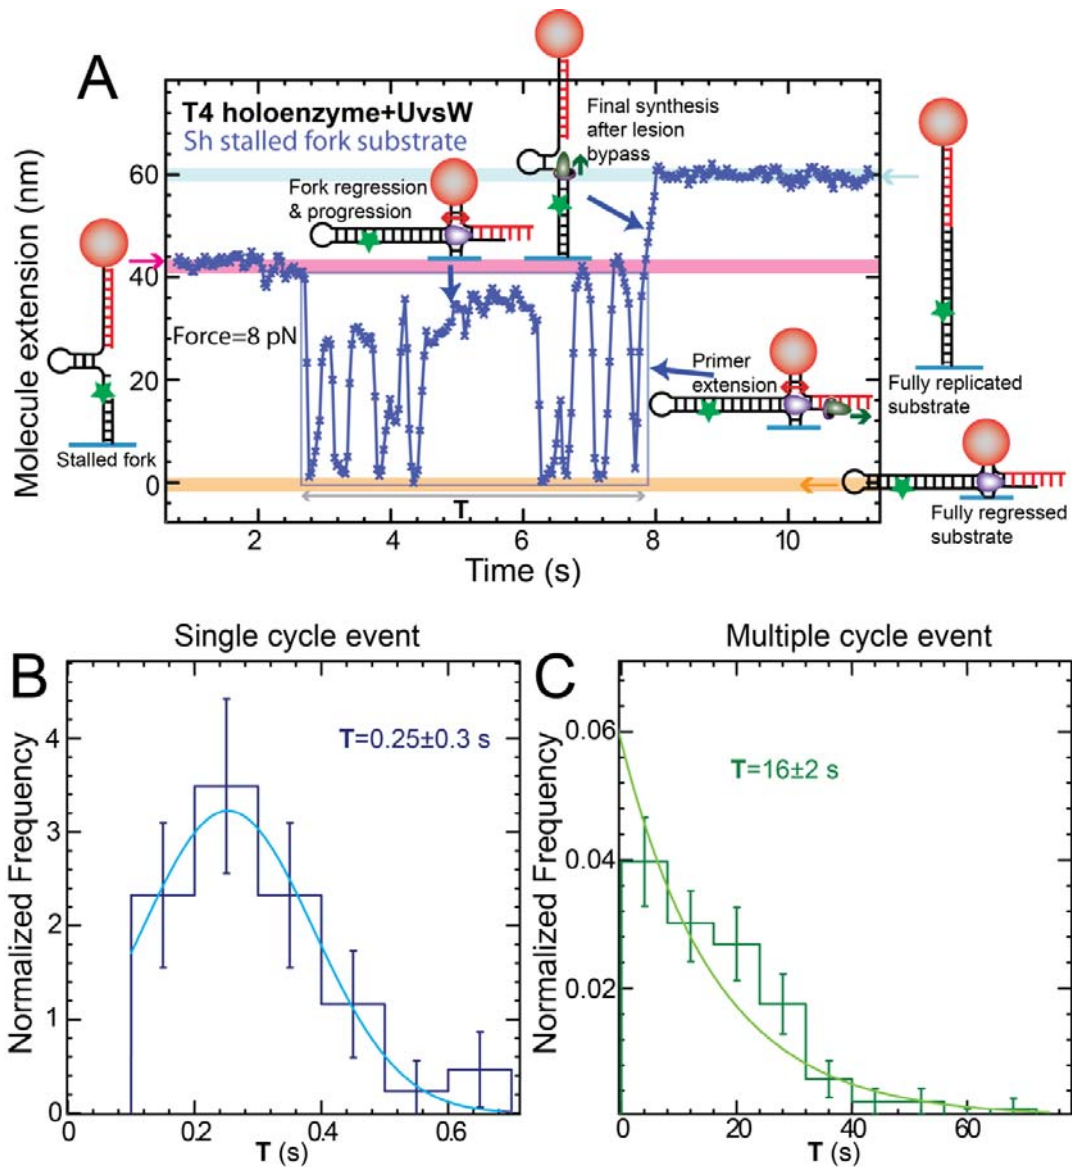 A
T4 holoenzyme+UvsW
Sh stalled fork substrate
Final synthesis
after lesion
bypass
Fork regression
& progression
Molecule extension (nm)
60
40
20
0
Force=8 pN
Stalled fork
Primer
extension
Fully replicated
substrate
Fully regressed
substrate
T
2
4
6
8
10
Time (s)
B
Single cycle event
Normalized Frequency
4
3
2
1
0
T=0.25±0.3 s
0
0.2
0.4
0.6
T (s)
C
Multiple cycle event
Normalized Frequency
0.06
0.04
0.02
T=16±2 s
0
20
40
60
T (s)